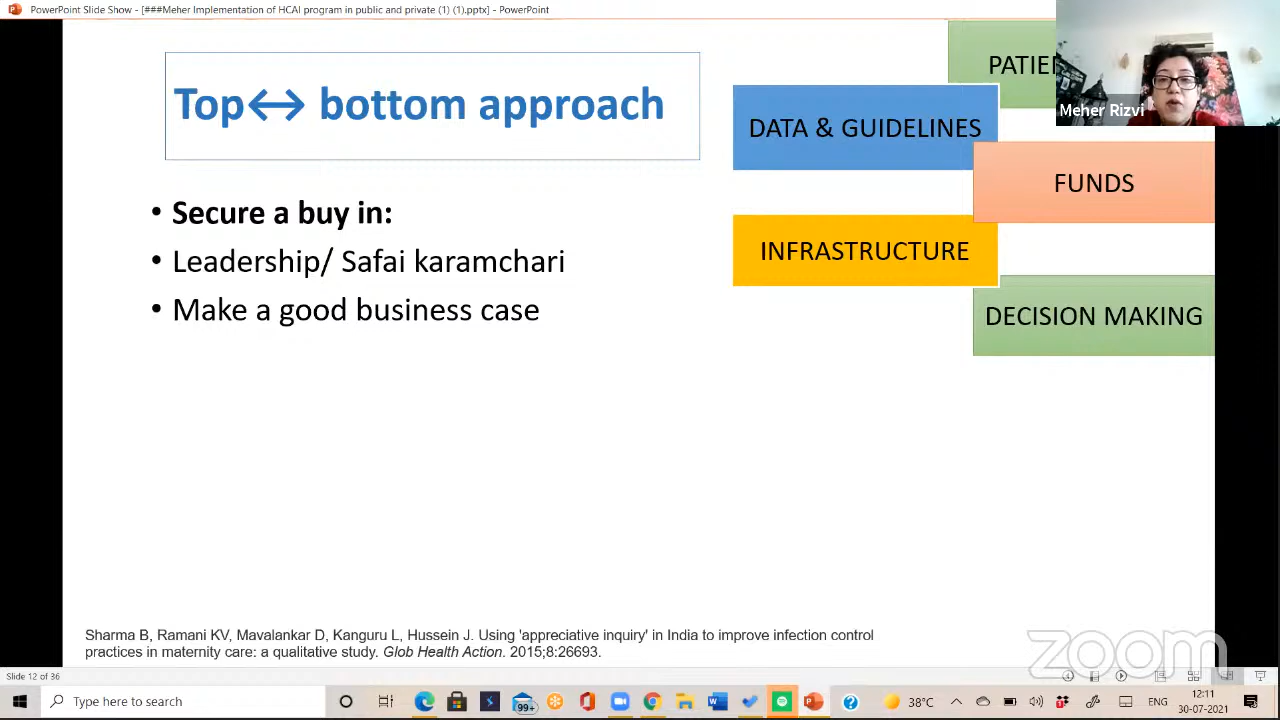 PowerPoint Slide Show - [###Meher Implementation of HCAI program in public and private (1) (1).pptx] - PowerPoint
Top↔ bottom approach
• Secure a buy in:
• Leadership/ Safai karamchari
• Make a good business case
DATA & GUIDELINES
FUNDS
INFRASTRUCTURE
DECISION MAKING
Meher Rizvi
Sharma B, Ramani KV, Mavalankar D, Kanguru L, Hussein J. Using 'appreciative inquiry' in India to improve infection control
practices in maternity care: a qualitative study. Glob Health Action. 2015;8:26693.
zoom
Slide 12 of 36
Type here to search
99+
38°C
ENG
12:11
30-07-2021